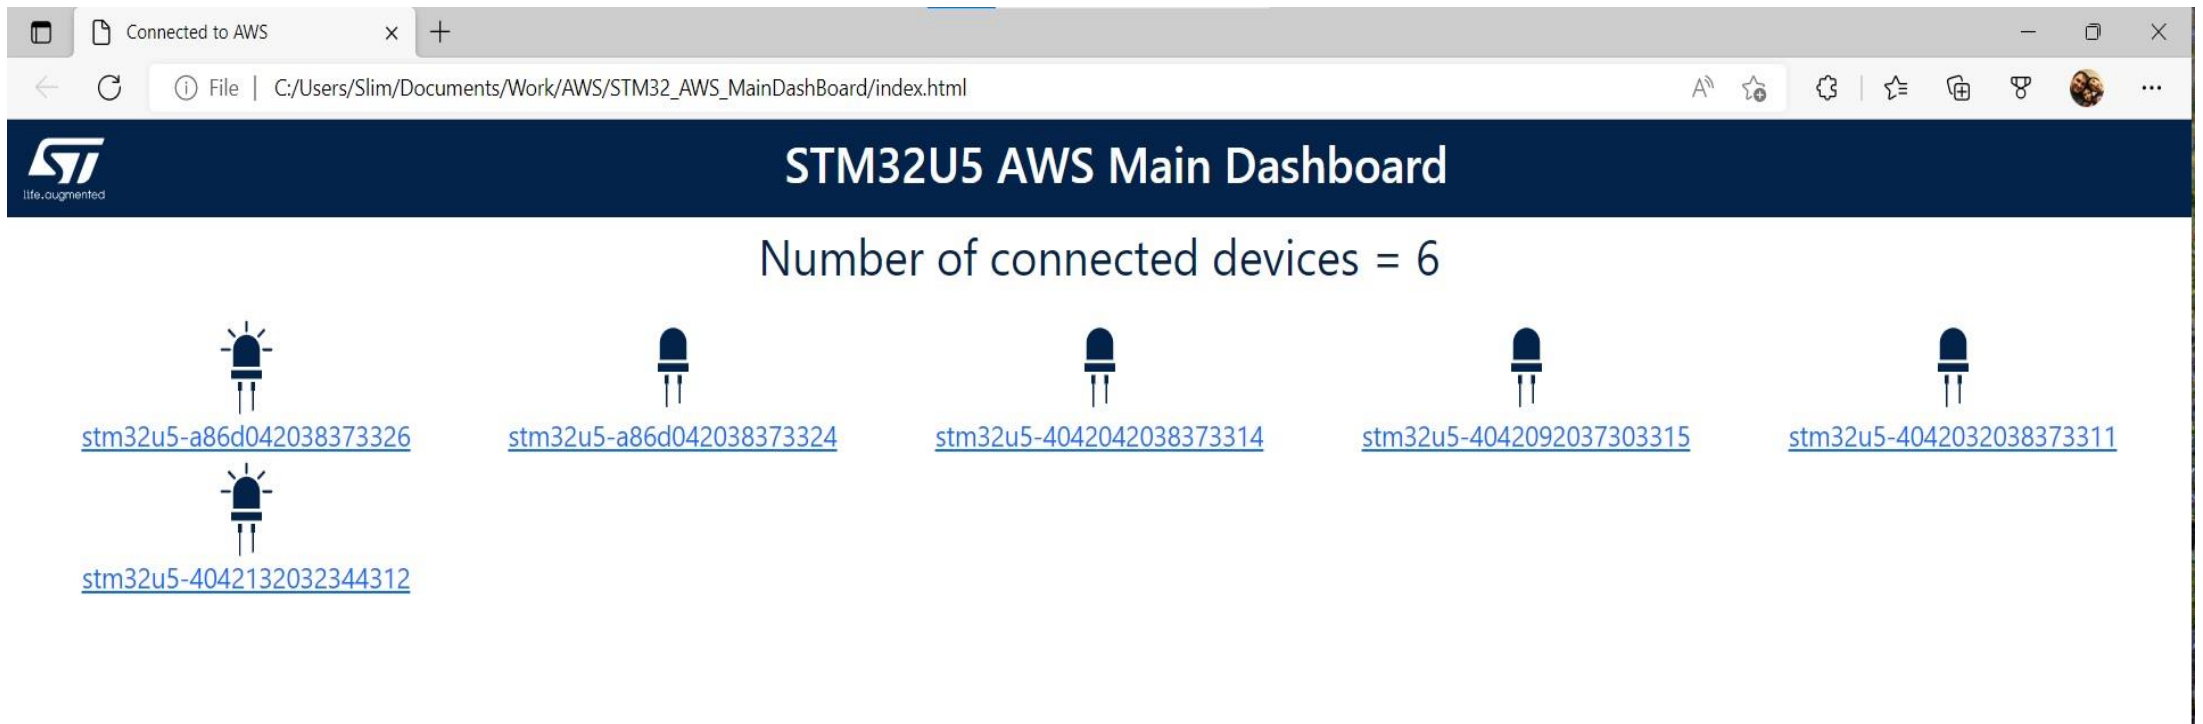 Connected to AWS
File | C:/Users/Slim/Documents/Work/AWS/STM32_AWS_MainDashBoard/index.html
ST
life.augmented
STM32U5 AWS Main Dashboard
Number of connected devices = 6
stm32u5-a86d042038373326 stm32u5-a86d042038373324 stm32u5-4042042038373314 stm32u5-4042092037303315 stm32u5-4042032038373311
stm32u5-4042132032344312